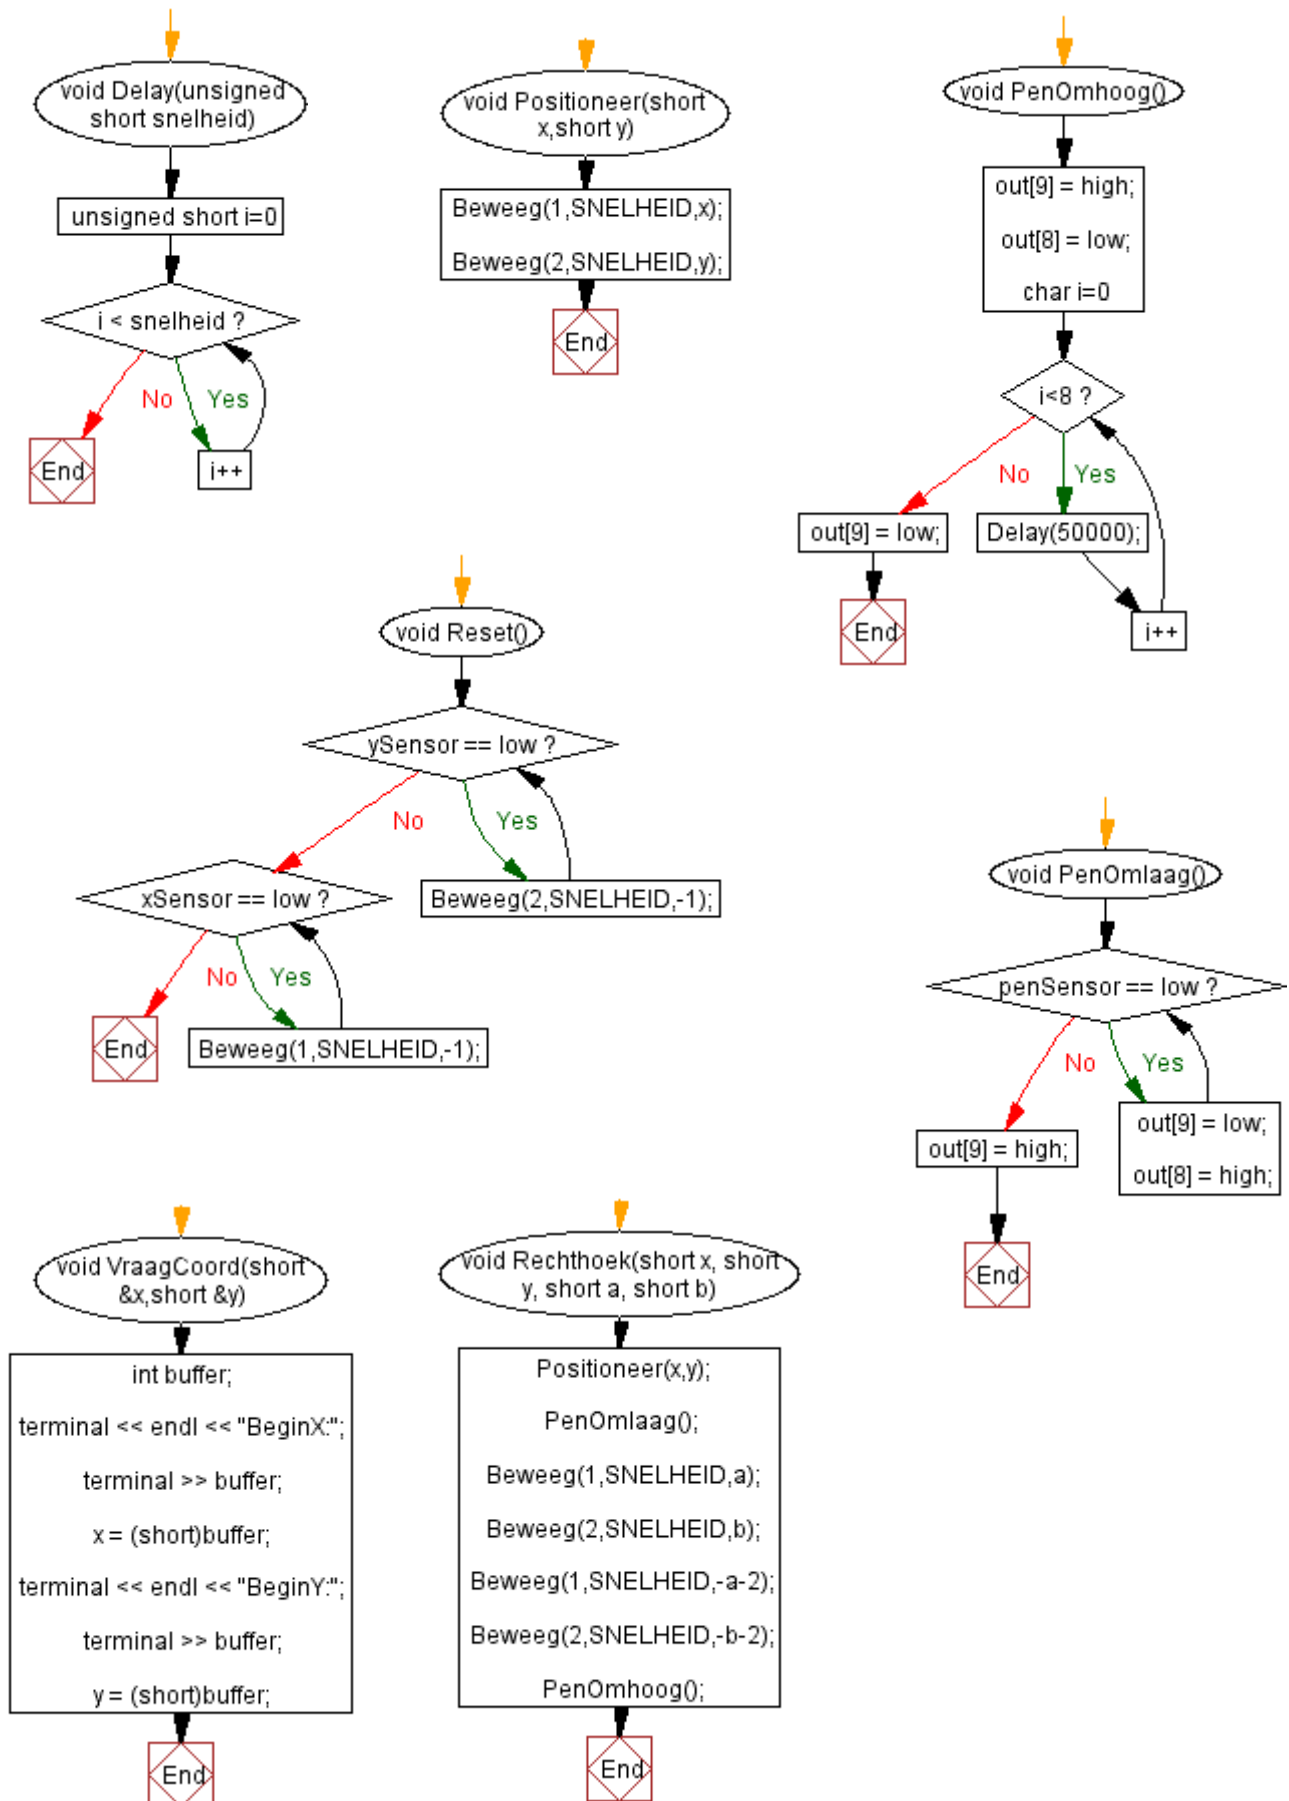 void Delay(unsigned
short snelheid)
unsigned short i=0
i < snelheid ?
No
Yes
End
i++
void Positioneer(short
x,short y)
Beweeg(1,SNELHEID,x);
Beweeg(2,SNELHEID,y);
End
void PenOmhoog()
out[9] = high;
out[8] = low;
char i=0
i<8 ?
No
Yes
out[9] = low;
Delay(50000);
End
i++
void Reset()
ySensor == low ?
No
Yes
xSensor == low ?
Beweeg(2,SNELHEID,-1);
No
Yes
End
Beweeg(1,SNELHEID,-1);
void PenOmlaag()
penSensor == low ?
No
Yes
out[9] = high;
out[9] = low;
out[8] = high;
End
void VraagCoord(short
&x,short &y)
int buffer;
terminal << endl << "BeginX:";
terminal >> buffer;
x = (short)buffer;
terminal << endl << "BeginY:";
terminal >> buffer;
y = (short)buffer;
End
void Rechthoek(short x, short
y, short a, short b)
Positioneer(x,y);
PenOmlaag();
Beweeg(1,SNELHEID,a);
Beweeg(2,SNELHEID,b);
Beweeg(1,SNELHEID,-a-2);
Beweeg(2,SNELHEID,-b-2);
PenOmhoog();
End